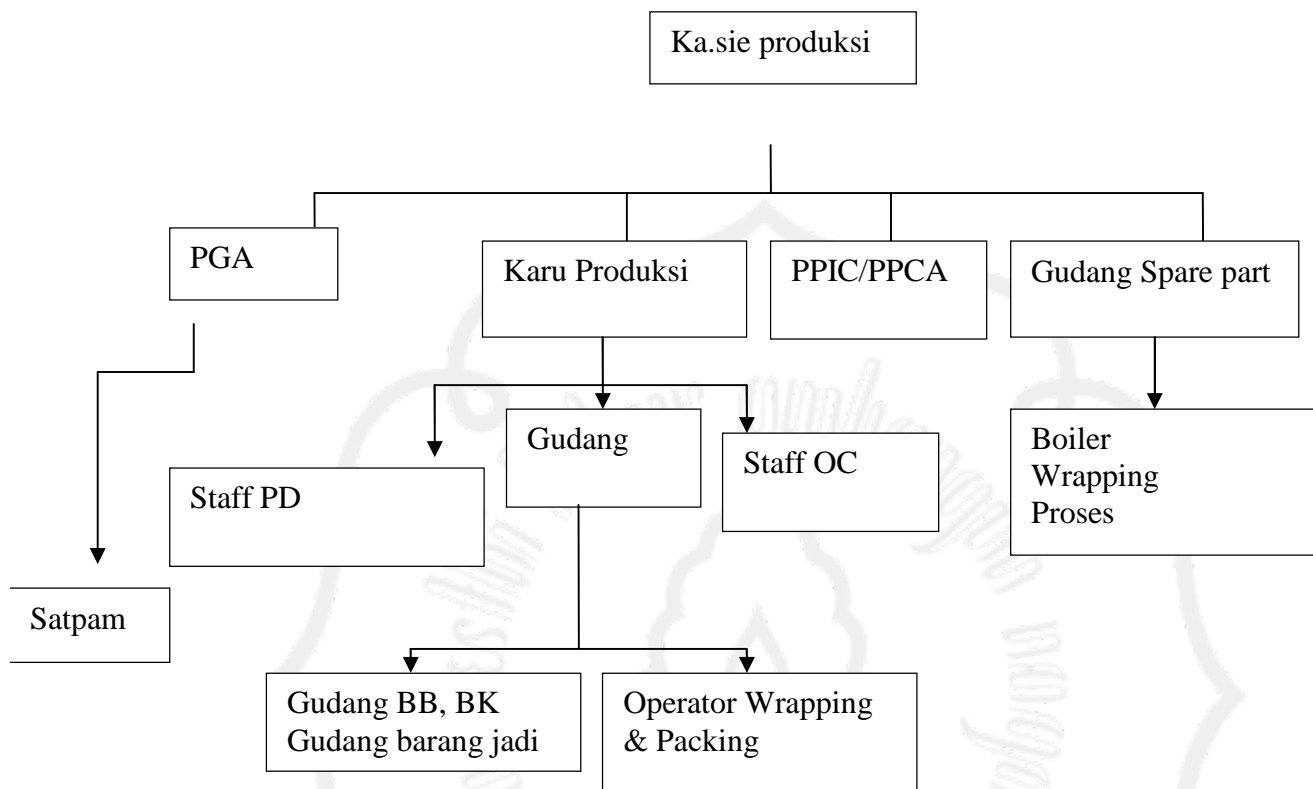 Ka.sie produksi
PGA
Karu Produksi
PPIC/PPCA
Gudang Spare part
Gudang
Staff OC
Staff PD
Boiler
Wrapping
Proses
Satpam
Gudang BB, BK
Gudang barang jadi
Operator Wrapping
& Packing